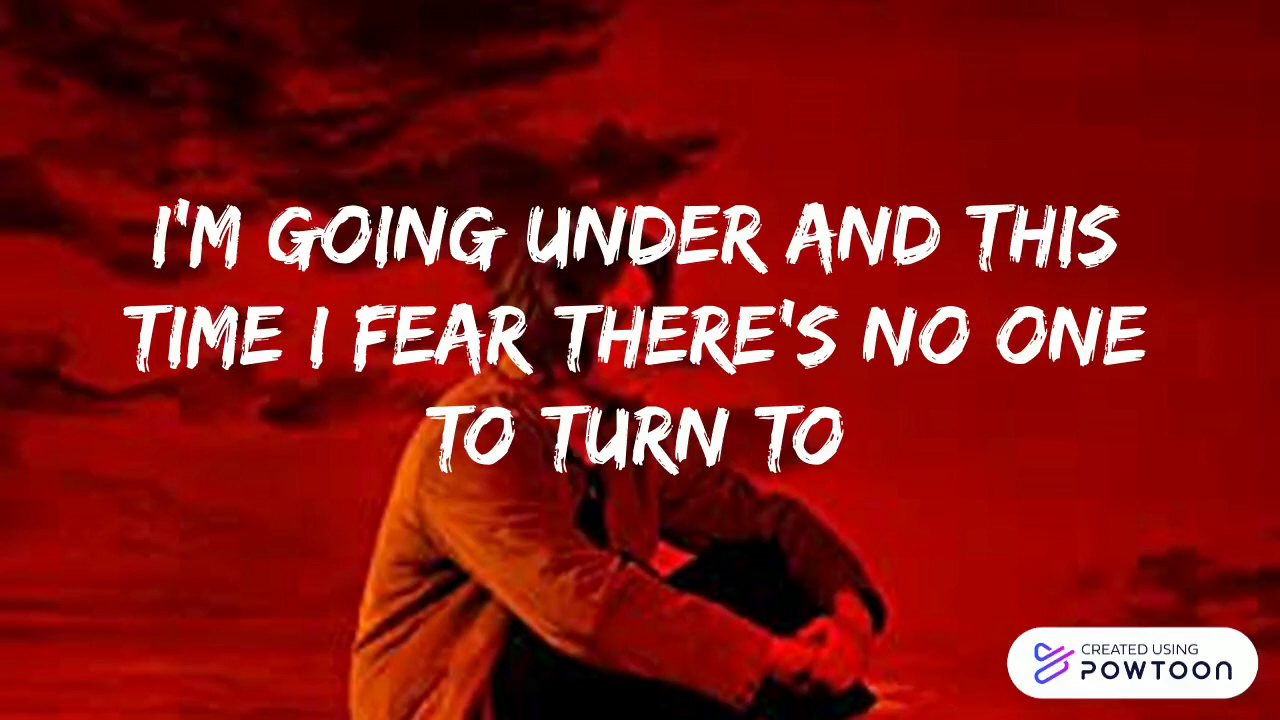 I'M GOING UNDER AND THIS
TIME I FEAR THERE'S NO ONE
TO TURN TO
CREATED USING
POWTOON